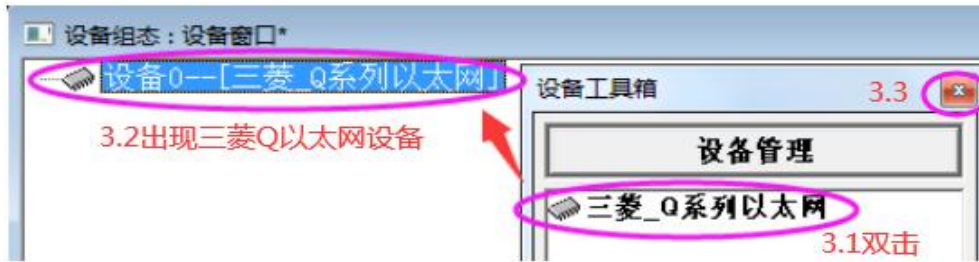 设备组态：设备窗口*
设备0--[三菱_Q系列以太网]
3.2出现三菱Q以太网设备
设备工具箱
3.3
设备管理
三菱_Q系列以太网
3.1双击